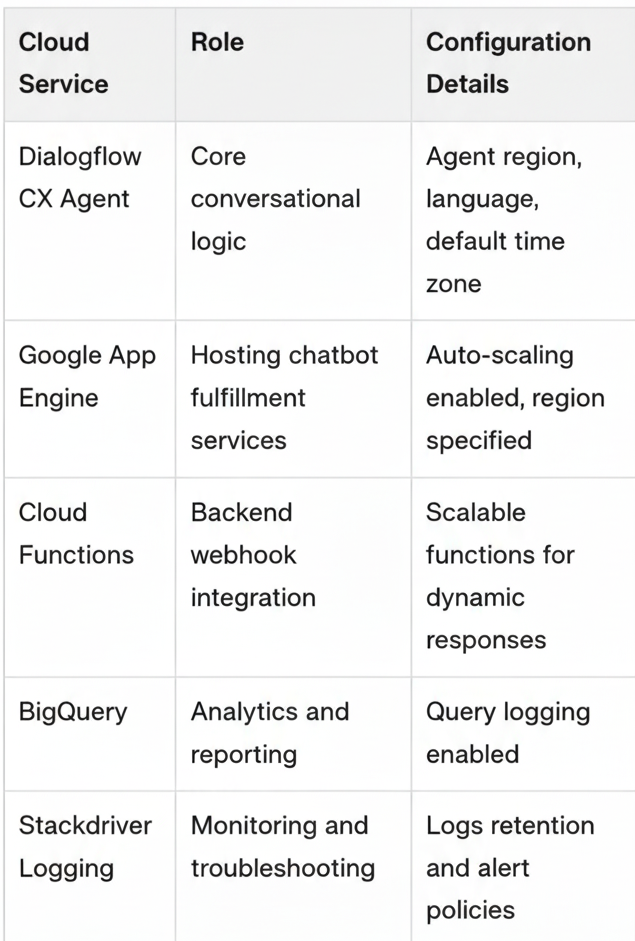 Cloud Service
Role
Configuration Details
Dialogflow CX Agent
Core conversational logic
Agent region, language, default time zone
Google App Engine
Hosting chatbot fulfillment services
Auto-scaling enabled, region specified
Cloud Functions
Backend webhook integration
Scalable functions for dynamic responses
BigQuery
Analytics and reporting
Query logging enabled
Stackdriver Logging
Monitoring and troubleshooting
Logs retention and alert policies